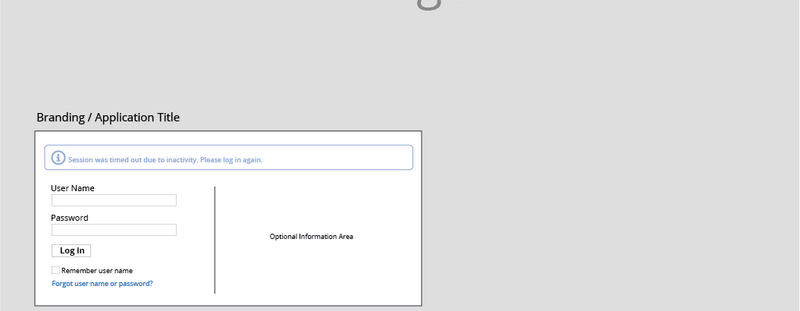 Branding / Application Title
Session was timed out due to inactivity. Please log in again.
User Name
Password
Log In
Remember user name
Forgot user name or password?
Optional Information Area